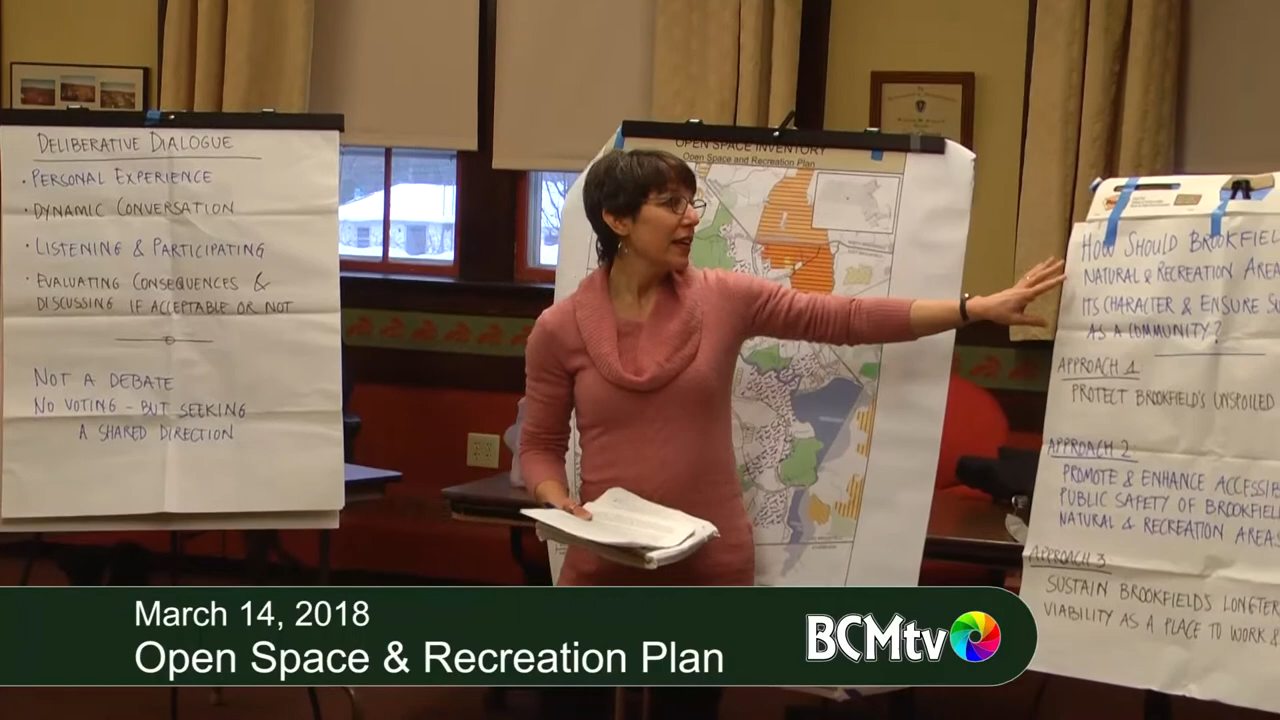 DELIBERATIVE DIALOGUE
· PERSONAL EXPERIENCE
· DYNAMIC CONVERSATION
· LISTENING & PARTICIPATING
· EVALUATING CONSEQUENCES &
DISCUSSING IF ACCEPTABLE OR NOT
NOT A DEBATE
NO VOTING - BUT SEEKING
A SHARED DIRECTION
OPEN SPACE INVENTORY
Open Space and Recreation Plan
HOW SHOULD BROOKFIEL
NATURAL & RECREATION AREA
ITS CHARACTER & ENSURE SU
AS A COMMUNITY?
APPROACH 1
PROTECT BROOKFIELD'S UNSPOILED
APPROACH 2
PROMOTE & ENHANCE ACCESSIB
PUBLIC SAFETY OF BROOKFIEL
NATURAL & RECREATION AREAS
APPROACH 3
SUSTAIN BROOKFIELD'S LONGTER
VIABILITY AS A PLACE TO WORK &
March 14, 2018
Open Space & Recreation Plan
BCMtv